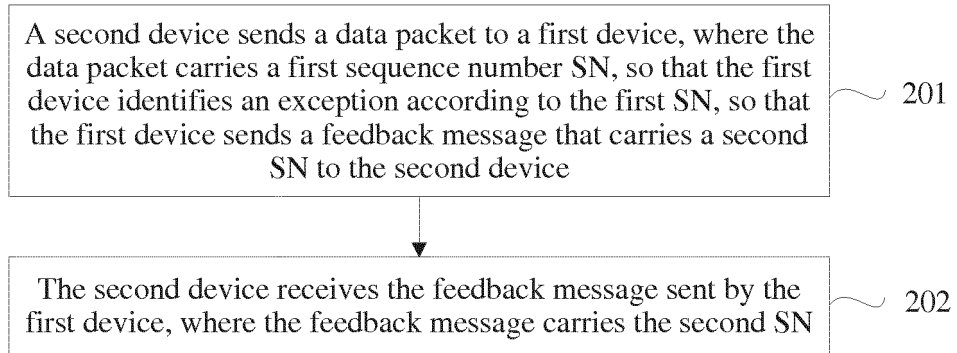 A second device sends a data packet to a first device, where the
data packet carries a first sequence number SN, so that the first
device identifies an exception according to the first SN, so that
the first device sends a feedback message that carries a second
SN to the second device
201
The second device receives the feedback message sent by the
first device, where the feedback message carries the second SN
202